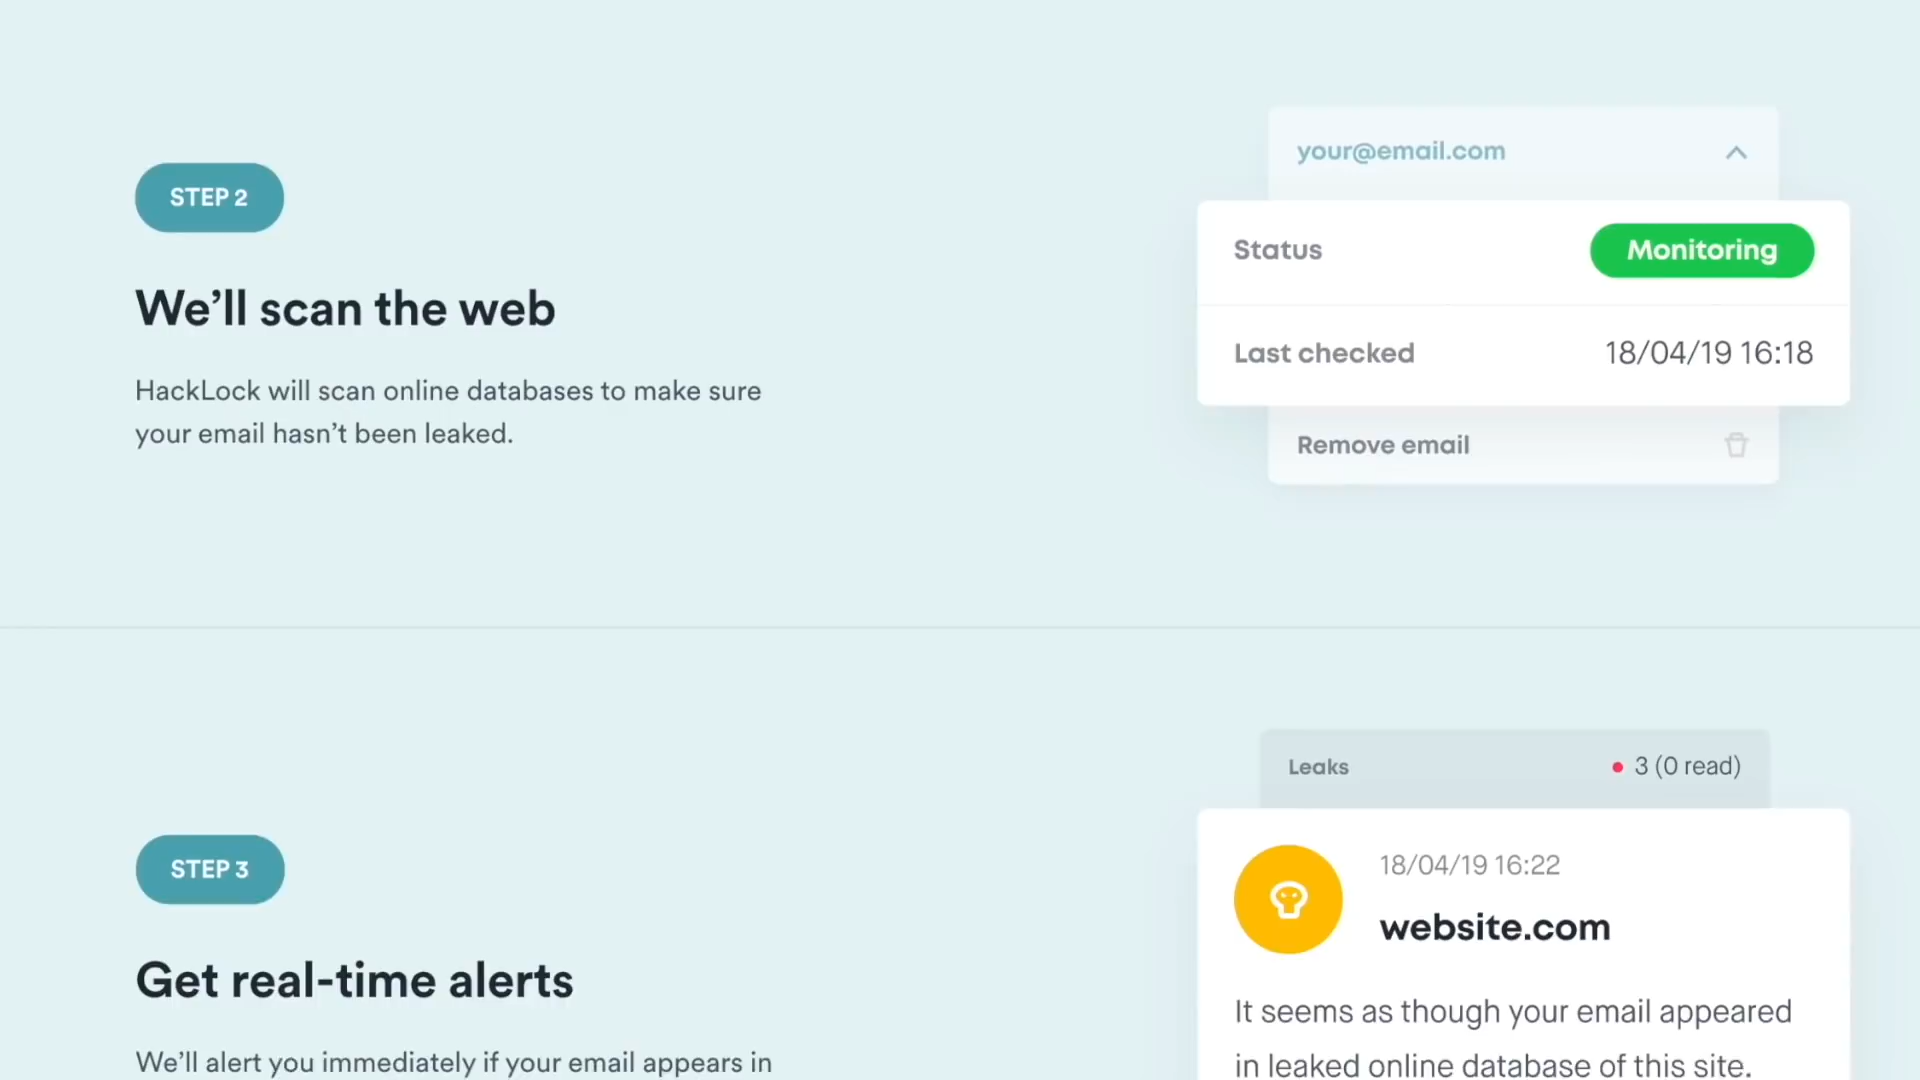 STEP 2
We’ll scan the web
HackLock will scan online databases to make sure
your email hasn’t been leaked.
your@email.com
Status
Monitoring
Last checked
18/04/19 16:18
Remove email
STEP 3
Get real-time alerts
We’ll alert you immediately if your email appears in
Leaks
3 (0 read)
18/04/19 16:22
website.com
It seems as though your email appeared
in leaked online database of this site.